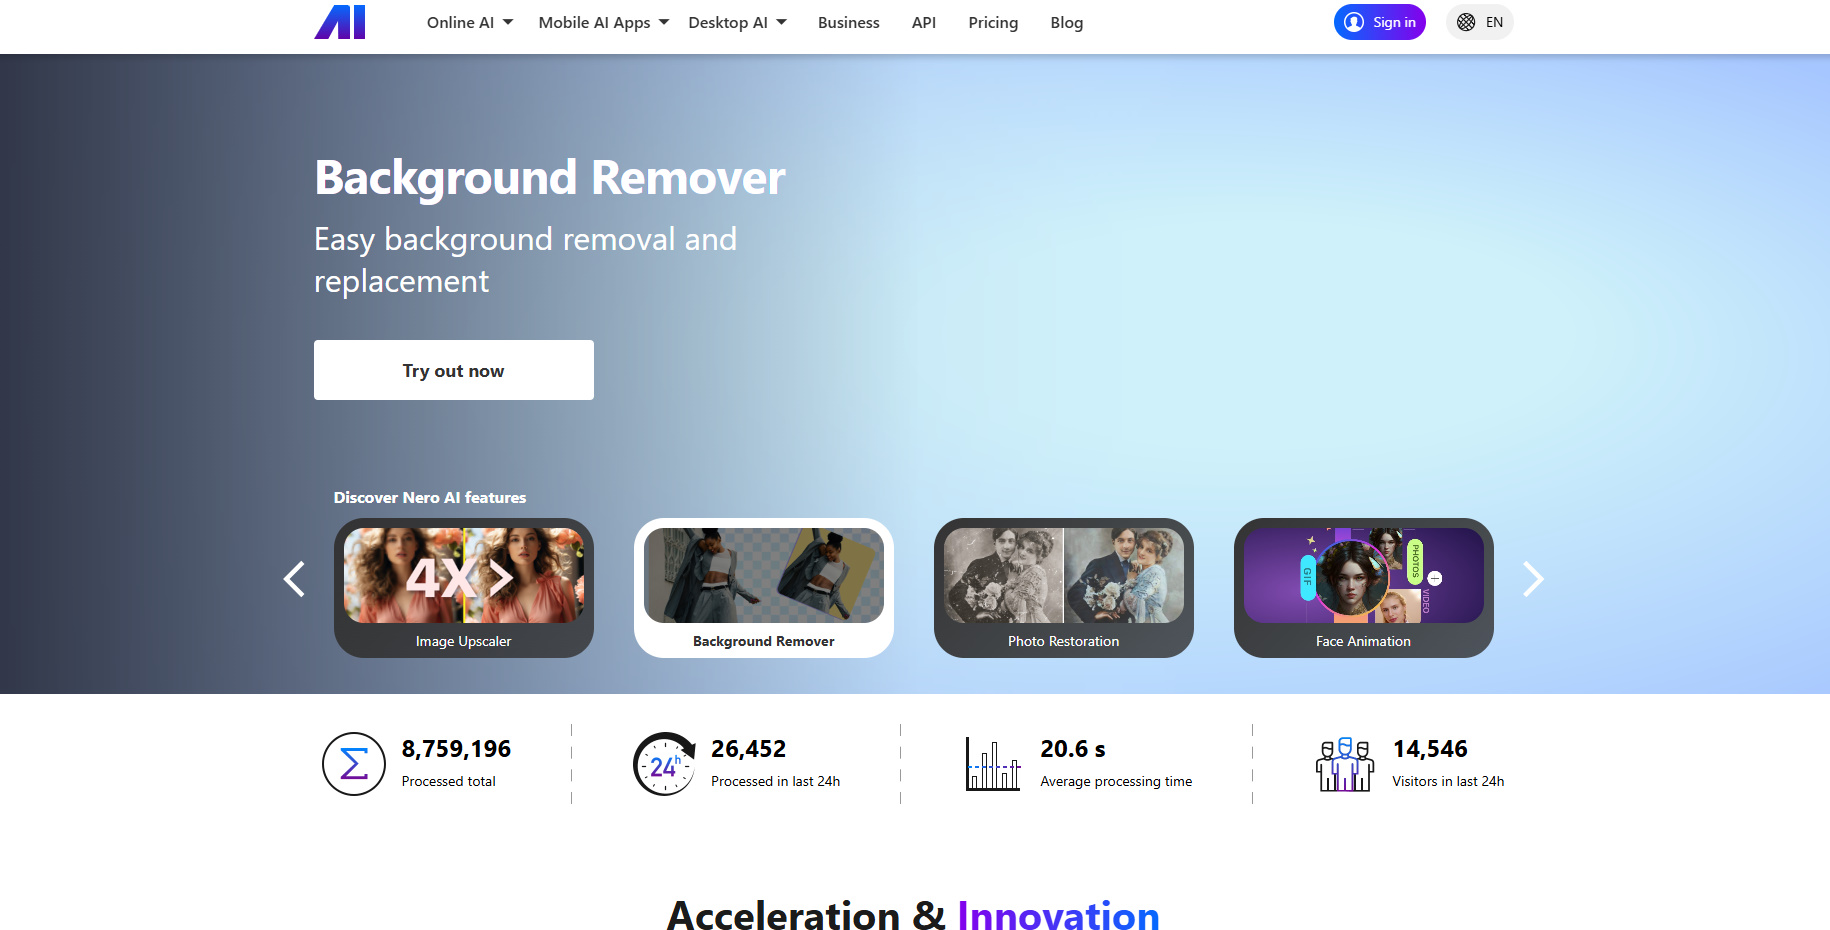 AI
Online AI
Mobile AI Apps
Desktop AI
Business
API
Pricing
Blog
Sign in
EN
Background Remover
Easy background removal and
replacement
Try out now
Discover Nero AI features
4X>
Image Upscaler
Background Remover
Photo Restoration
GIF
PHOTOS
VIDEO
Face Animation
8,759,196
Processed total
24h
26,452
Processed in last 24h
20.6 s
Average processing time
14,546
Visitors in last 24h
Acceleration & Innovation